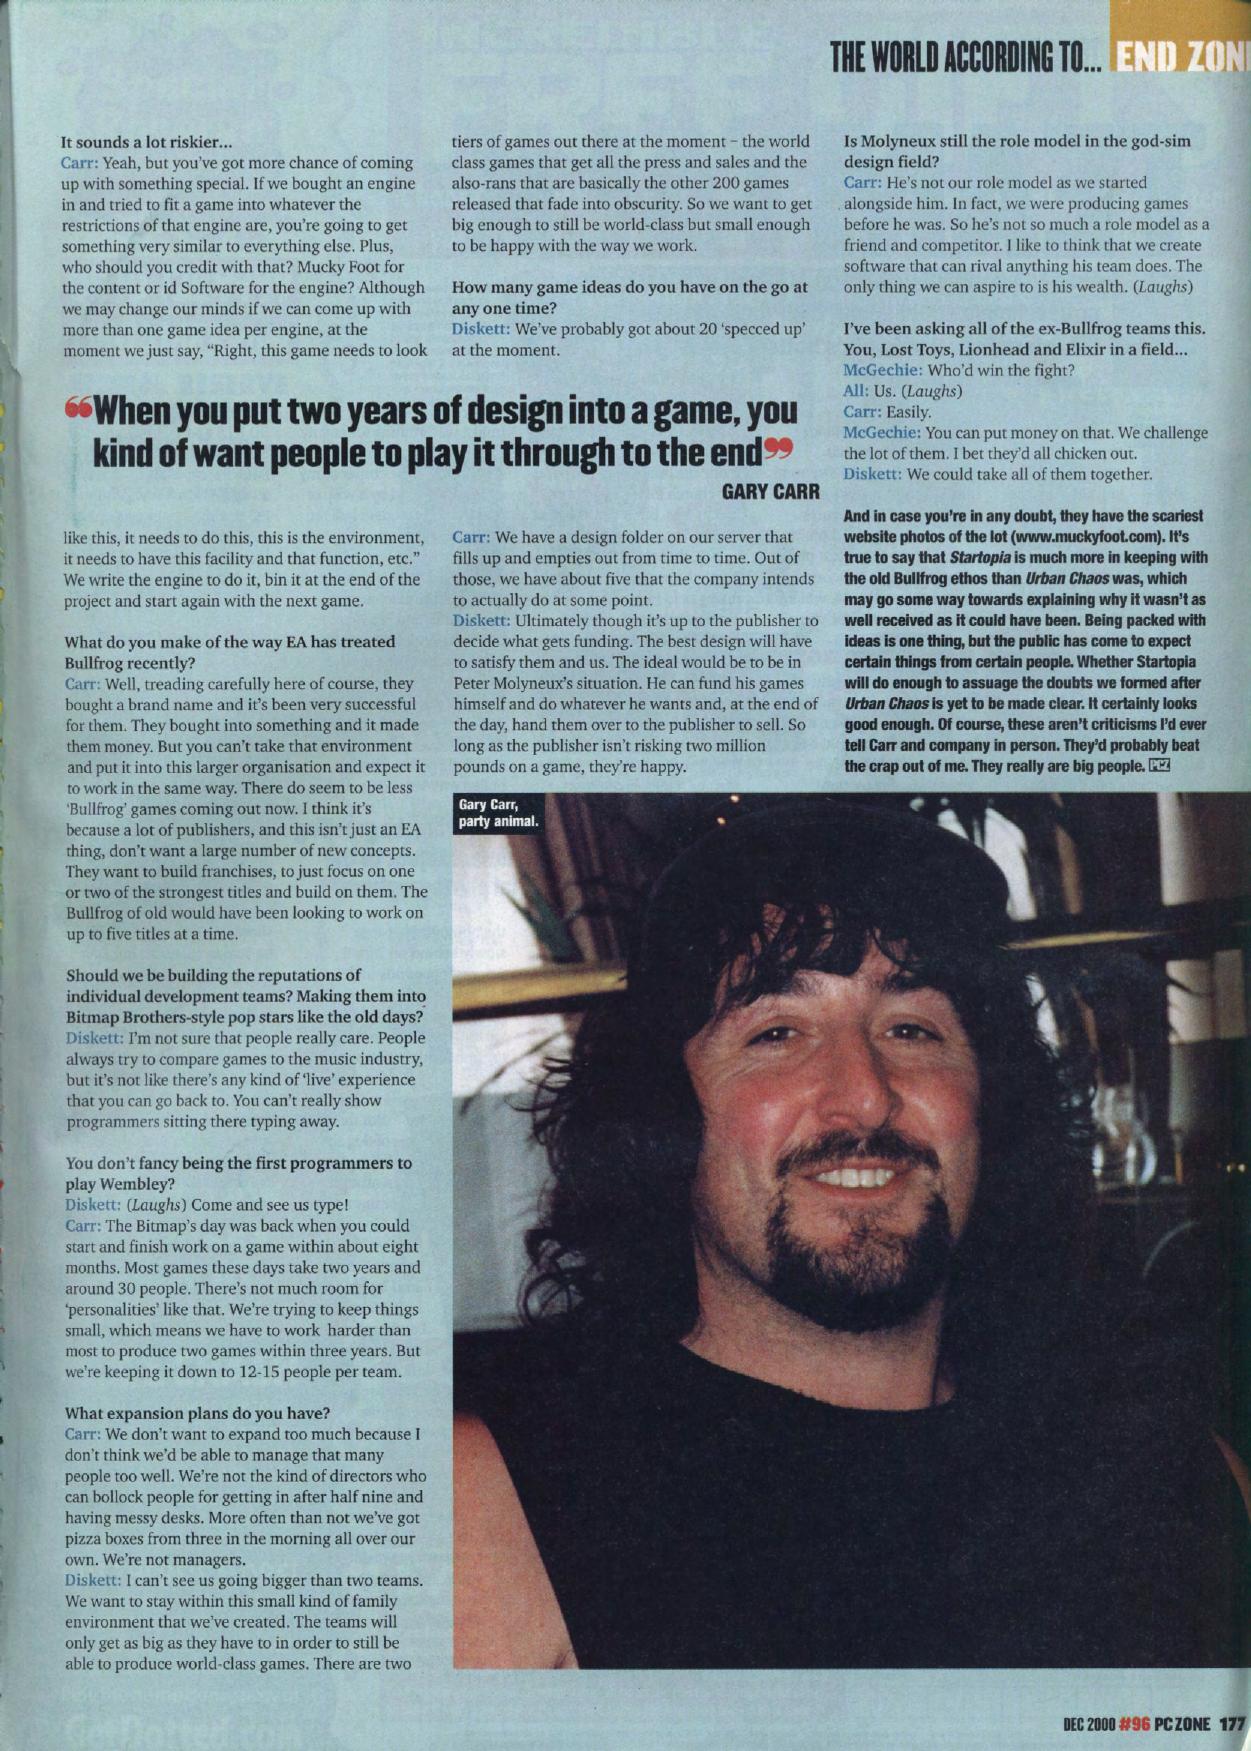 THE WORLD ACCORDING TO... END ZON
It sounds a lot riskier...
Carr: Yeah, but you've got more chance of coming
up with something special. If we bought an engine
in and tried to fit a game into whatever the
restrictions of that engine are, you're going to get
something very similar to everything else. Plus,
who should you credit with that? Mucky Foot for
the content or id Software for the engine? Although
we may change our minds if we can come up with
more than one game idea per engine, at the
moment we just say, “Right, this game needs to look
“When you put two years of design into a game, you
kind of want people to play it through to the end”
GARY CARR
like this, it needs to do this, this is the environment,
it needs to have this facility and that function, etc.”
We write the engine to do it, bin it at the end of the
project and start again with the next game.
What do you make of the way EA has treated
Bullfrog recently?
Carr: Well, treading carefully here of course, they
bought a brand name and it's been very successful
for them. They bought into something and it made
them money. But you can't take that environment
and put it into this larger organisation and expect it
to work in the same way. There do seem to be less
'Bullfrog' games coming out now. I think it's
because a lot of publishers, and this isn't just an EA
thing, don't want a large number of new concepts.
They want to build franchises, to just focus on one
or two of the strongest titles and build on them. The
Bullfrog of old would have been looking to work on
up to five titles at a time.
Should we be building the reputations of
individual development teams? Making them into
Bitmap Brothers-style pop stars like the old days?
Diskett: I'm not sure that people really care. People
always try to compare games to the music industry,
but it's not like there's any kind of 'live' experience
that you can go back to. You can't really show
programmers sitting there typing away.
You don't fancy being the first programmers to
play Wembley?
Diskett: (Laughs) Come and see us type!
Carr: The Bitmap's day was back when you could
start and finish work on a game within about eight
months. Most games these days take two years and
around 30 people. There's not much room for
'personalities' like that. We're trying to keep things
small, which means we have to work harder than
most to produce two games within three years. But
we're keeping it down to 12-15 people per team.
What expansion plans do you have?
Carr: We don't want to expand too much because I
don't think we'd be able to manage that many
people too well. We're not the kind of directors who
can bollock people for getting in after half nine and
having messy desks. More often than not we've got
pizza boxes from three in the morning all over our
own. We're not managers.
Diskett: I can't see us going bigger than two teams.
We want to stay within this small kind of family
environment that we've created. The teams will
only get as big as they have to in order to still be
able to produce world-class games. There are two
tiers of games out there at the moment – the world
class games that get all the press and sales and the
also-rans that are basically the other 200 games
released that fade into obscurity. So we want to get
big enough to still be world-class but small enough
to be happy with the way we work.
How many game ideas do you have on the go at
any one time?
Diskett: We've probably got about 20 'specced up'
at the moment.
Carr: We have a design folder on our server that
fills up and empties out from time to time. Out of
those, we have about five that the company intends
to actually do at some point.
Diskett: Ultimately though it's up to the publisher to
decide what gets funding. The best design will have
to satisfy them and us. The ideal would be to be in
Peter Molyneux's situation. He can fund his games
himself and do whatever he wants and, at the end of
the day, hand them over to the publisher to sell. So
long as the publisher isn't risking two million
pounds on a game, they're happy.
Is Molyneux still the role model in the god-sim
design field?
Carr: He's not our role model as we started
alongside him. In fact, we were producing games
before he was. So he's not so much a role model as a
friend and competitor. I like to think that we create
software that can rival anything his team does. The
only thing we can aspire to is his wealth. (Laughs)
I've been asking all of the ex-Bullfrog teams this.
You, Lost Toys, Lionhead and Elixir in a field...
McGechie: Who'd win the fight?
All: Us. (Laughs)
Carr: Easily.
McGechie: You can put money on that. We challenge
the lot of them. I bet they'd all chicken out.
Diskett: We could take all of them together.
And in case you're in any doubt, they have the scariest
website photos of the lot (www.muckyfoot.com). It's
true to say that Startopia is much more in keeping with
the old Bullfrog ethos than Urban Chaos was, which
may go some way towards explaining why it wasn't as
well received as it could have been. Being packed with
ideas is one thing, but the public has come to expect
certain things from certain people. Whether Startopia
will do enough to assuage the doubts we formed after
Urban Chaos is yet to be made clear. It certainly looks
good enough. Of course, these aren't criticisms I'd ever
tell Carr and company in person. They'd probably beat
the crap out of me. They really are big people. PCZ
Gary Carr,
party animal.
DEC 2000 #96 PC ZONE 177